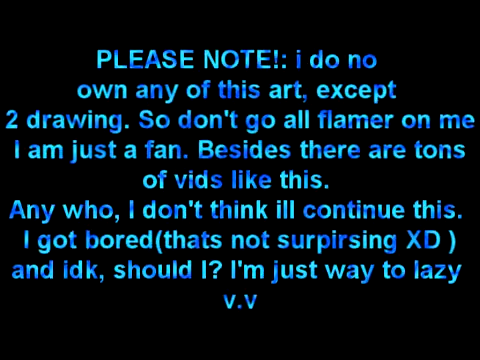 PLEASE NOTE!: i do no
own any of this art, except
2 drawing. So don't go all flamer on me
I am just a fan. Besides there are tons
of vids like this.
Any who, I don't think ill continue this.
I got bored(thats not surpirsing XD )
and idk, should I? I'm just way to lazy
v.v